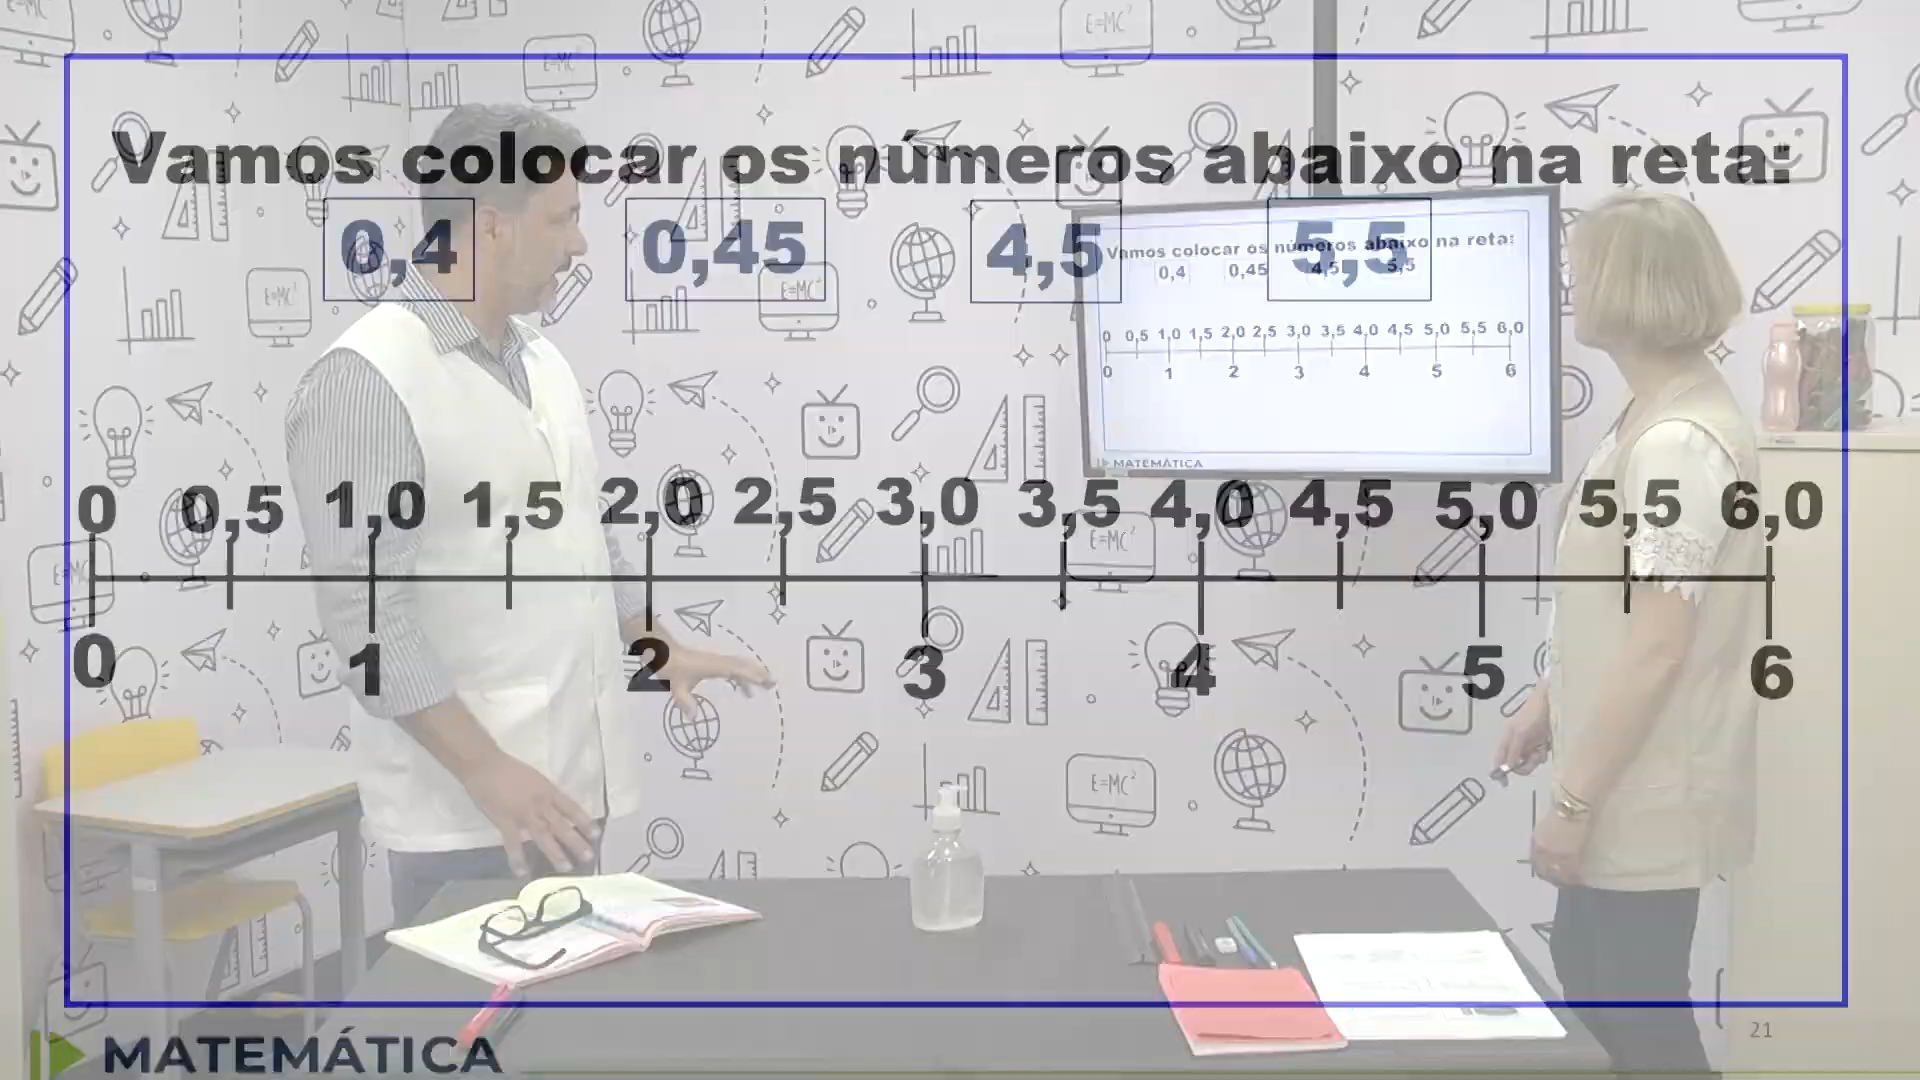 Vamos colocar os números abaixo na reta:
0,4 0,45 4,5 5,5
0 0,5 1,0 1,5 2,0 2,5 3,0 3,5 4,0 4,5 5,0 5,5 6,0
0 1 2 3 4 5 6
Vamos colocar os números abaixo na reta:
0,4 0,45 4,5 5,5
0 0,5 1,0 1,5 2,0 2,5 3,0 3,5 4,0 4,5 5,0 5,5 6,0
0 1 2 3 4 5 6
MATEMÁTICA
E=MC²
E=MC²
E=MC²
E=MC²
E=MC²
E=MC²
MATEMÁTICA
21